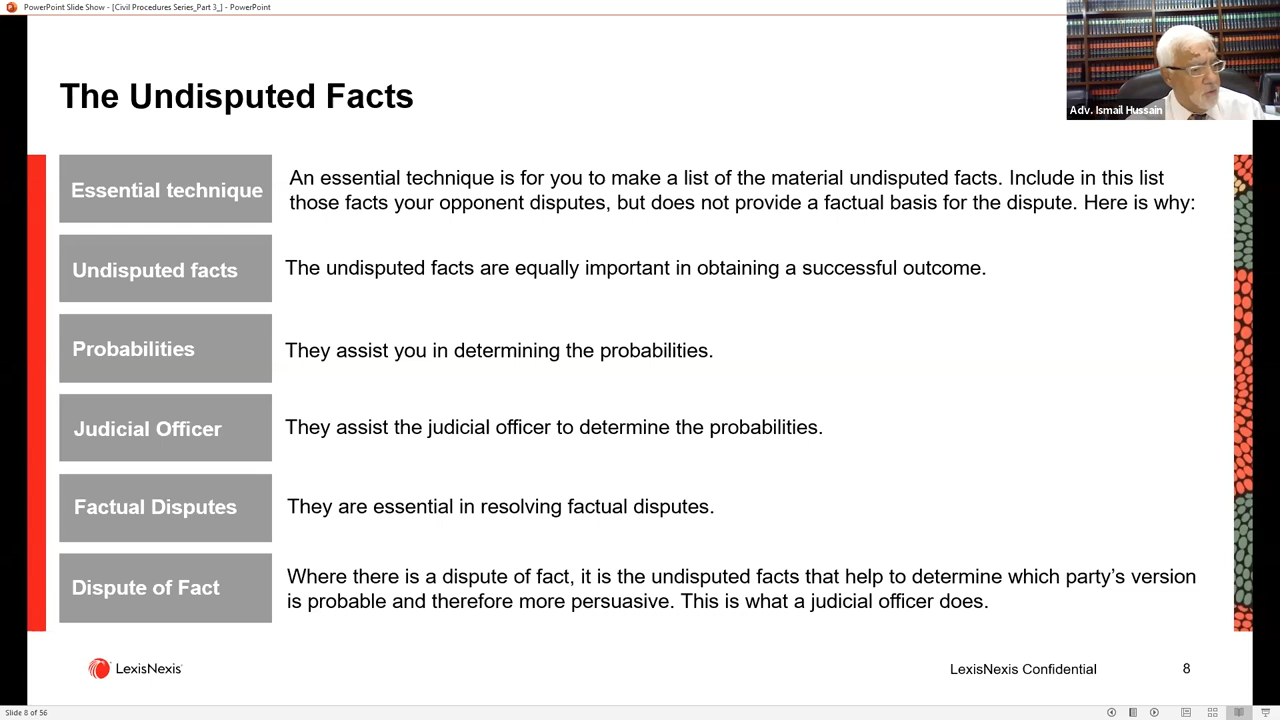 PowerPoint Slide Show - [Civil Procedures Series_Part 3_] - PowerPoint
Adv. Ismail Hussain
The Undisputed Facts
Essential technique
An essential technique is for you to make a list of the material undisputed facts. Include in this list
those facts your opponent disputes, but does not provide a factual basis for the dispute. Here is why:
Undisputed facts
The undisputed facts are equally important in obtaining a successful outcome.
Probabilities
They assist you in determining the probabilities.
Judicial Officer
They assist the judicial officer to determine the probabilities.
Factual Disputes
They are essential in resolving factual disputes.
Dispute of Fact
Where there is a dispute of fact, it is the undisputed facts that help to determine which party’s version
is probable and therefore more persuasive. This is what a judicial officer does.
LexisNexis
LexisNexis Confidential
8
Slide 8 of 56